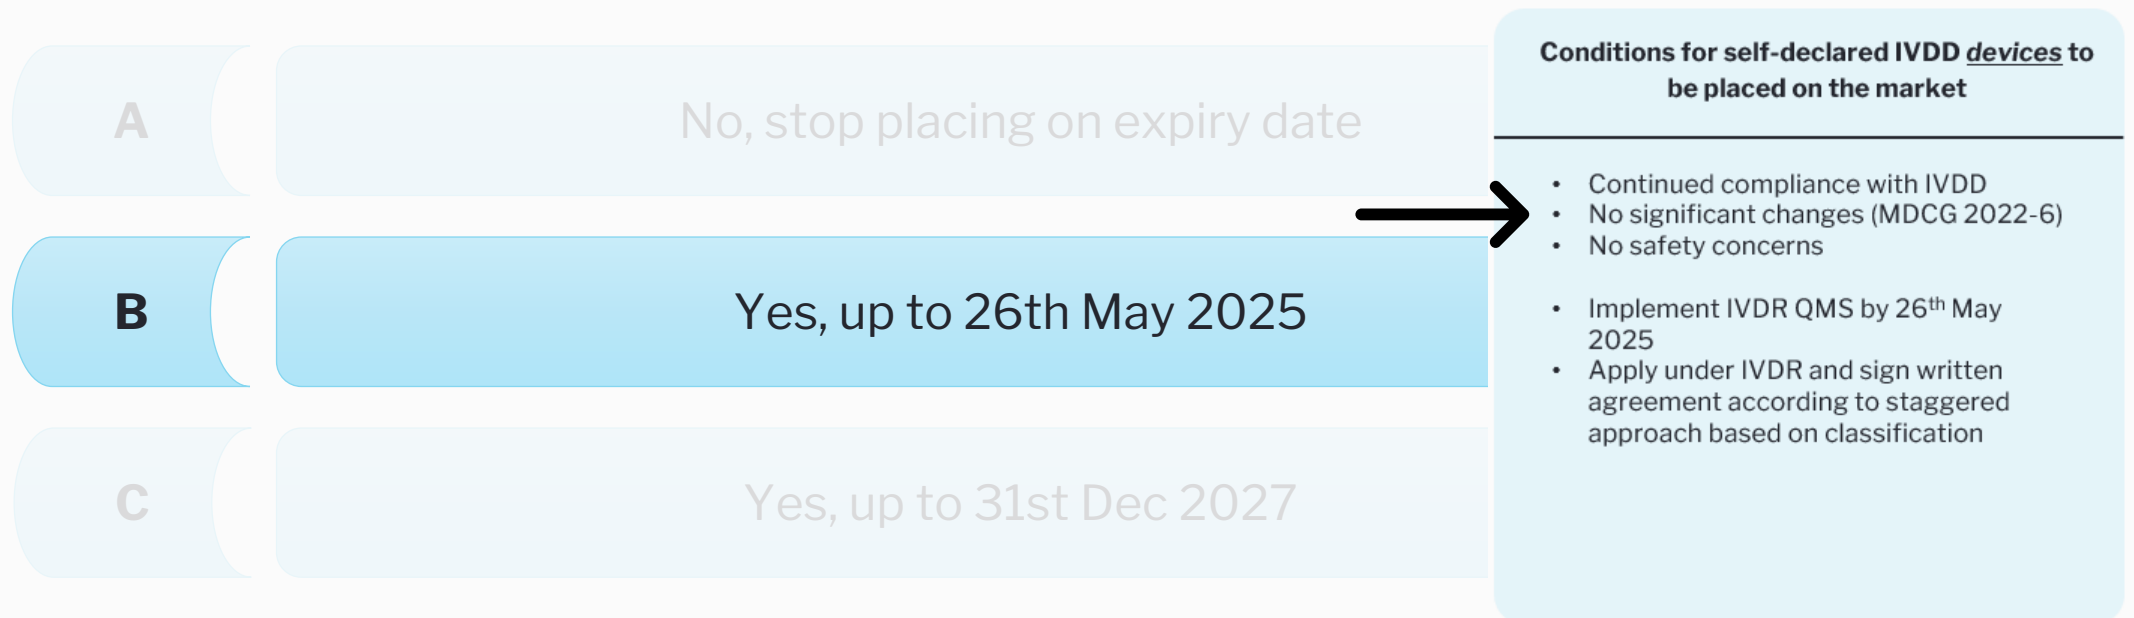 A
No, stop placing on expiry date
B
Yes, up to 26th May 2025
C
Yes, up to 31st Dec 2027
Conditions for self-declared IVDD devices to
be placed on the market
• Continued compliance with IVDD
• No significant changes (MDCG 2022-6)
• No safety concerns
• Implement IVDR QMS by 26th May
2025
• Apply under IVDR and sign written
agreement according to staggered
approach based on classification